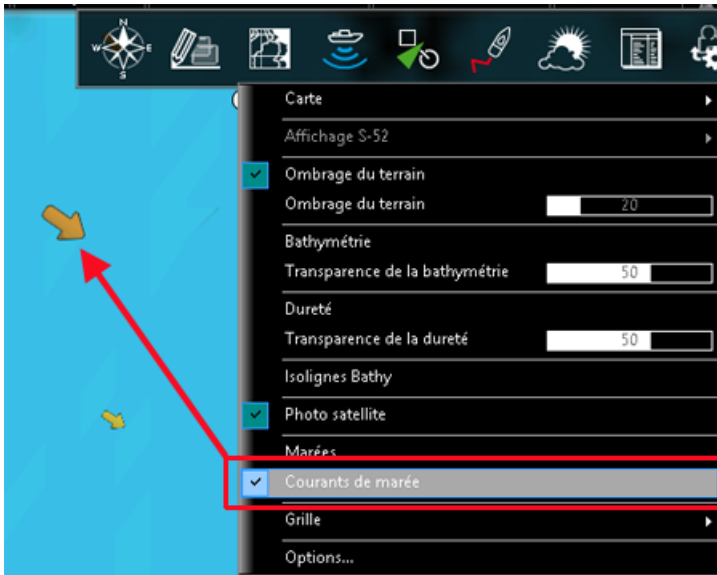 N
W E
S
Carte
Affichage S-52
Ombrage du terrain
Ombrage du terrain 20
Bathymétrie
Transparence de la bathymétrie 50
Dureté
Transparence de la dureté 50
Isolignes Bathy
Photo satellite
Marées
Courants de marée
Grille
Options...